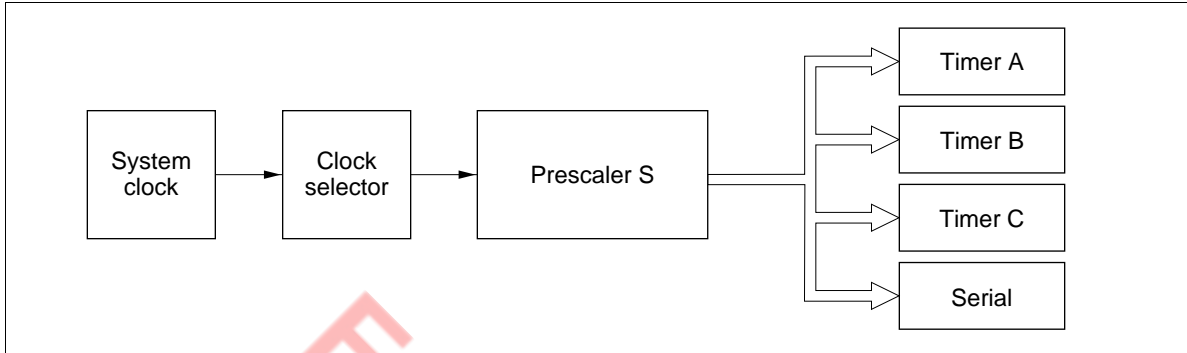 System
clock
Clock
selector
Prescaler S
Timer A
Timer B
Timer C
Serial